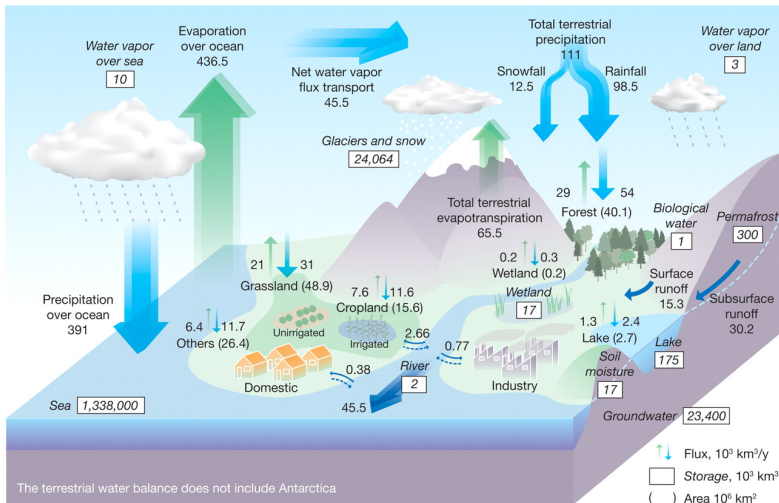 Water vapor
over sea
10
Evaporation
over ocean
436.5
Net water vapor
flux transport
45.5
Total terrestrial
precipitation
111
Snowfall
12.5
Rainfall
98.5
Water vapor
over land
3
Glaciers and snow
24,064
Total terrestrial
evapotranspiration
65.5
29
54
Forest (40.1)
Biological
water
1
Permafrost
300
21
31
Grassland (48.9)
7.6
11.6
Cropland (15.6)
0.2
0.3
Wetland (0.2)
Wetland
17
Surface
runoff
15.3
Subsurface
runoff
30.2
Precipitation
over ocean
391
6.4
11.7
Others (26.4)
Unirrigated
Irrigated
2.66
0.77
1.3
2.4
Lake (2.7)
Lake
175
Domestic
0.38
River
2
Industry
Soil
moisture
17
45.5
Sea
1,338,000
Groundwater
23,400
Flux, 10³ km³/y
Storage, 10³ km³
( ) Area 10⁶ km²
The terrestrial water balance does not include Antarctica